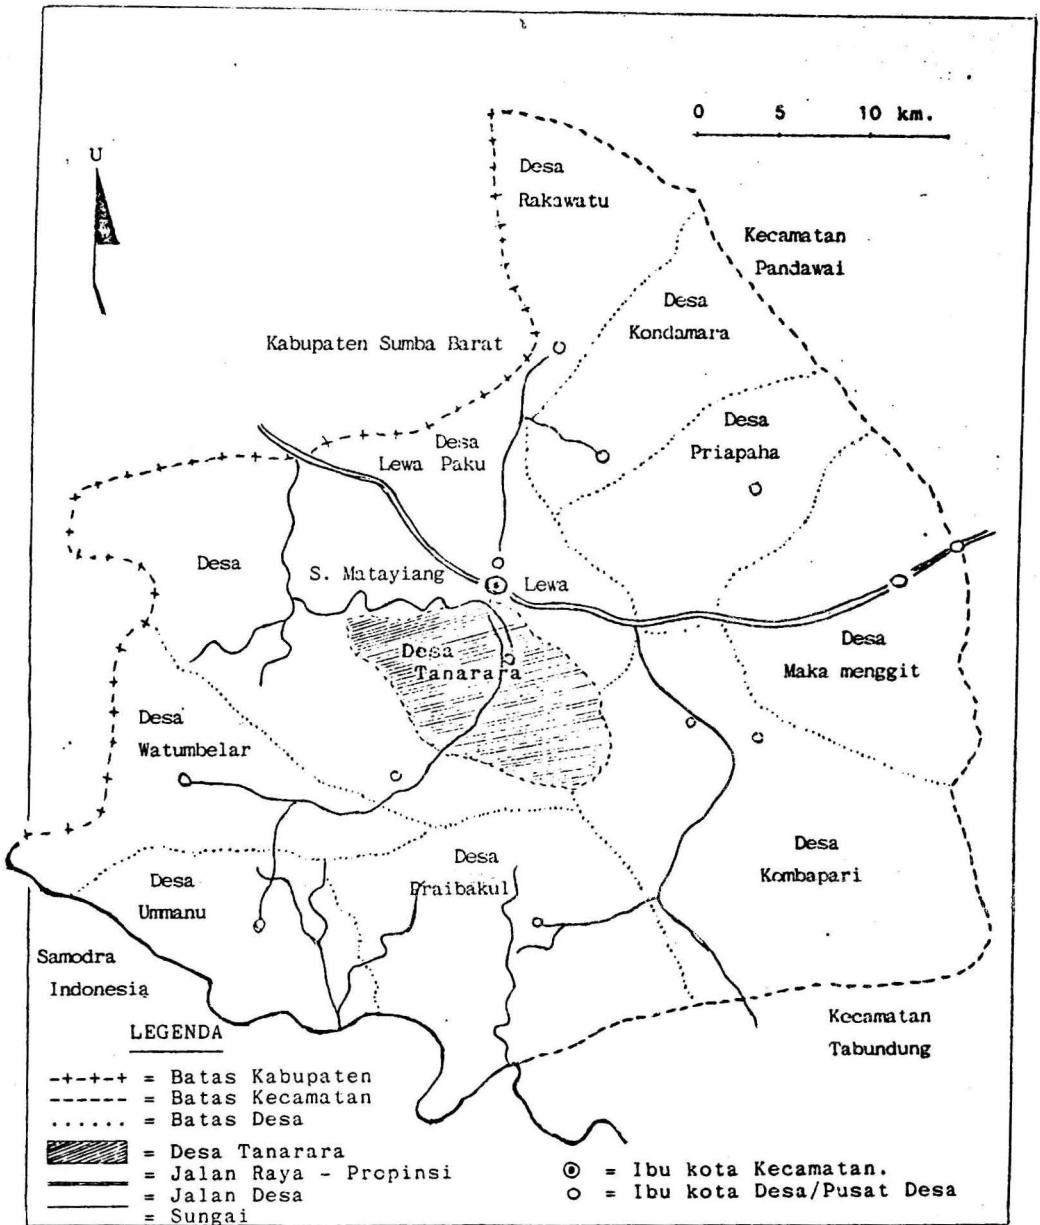 0 5 10 km.
U
Desa
Rakawatu
Kecamatan
Pandawai
Desa
Kondamara
Kabupaten Sumba Barat
Desa
Priapaha
Desa
Lewa Paku
Desa
S. Matayiang
Lewa
Desa
Tanarara
Desa
Maka menggit
Desa
Watumbelar
Desa
Kombapari
Desa
Praibakul
Desa
Ummanu
Samodra
Indonesia
Kecamatan
Tabundung
LEGENDA
-+-+-+ = Batas Kabupaten
------ = Batas Kecamatan
...... = Batas Desa
= Desa Tanarara
= Jalan Raya - Propinsi
= Jalan Desa
= Sungai
= Ibu kota Kecamatan.
= Ibu kota Desa/Pusat Desa